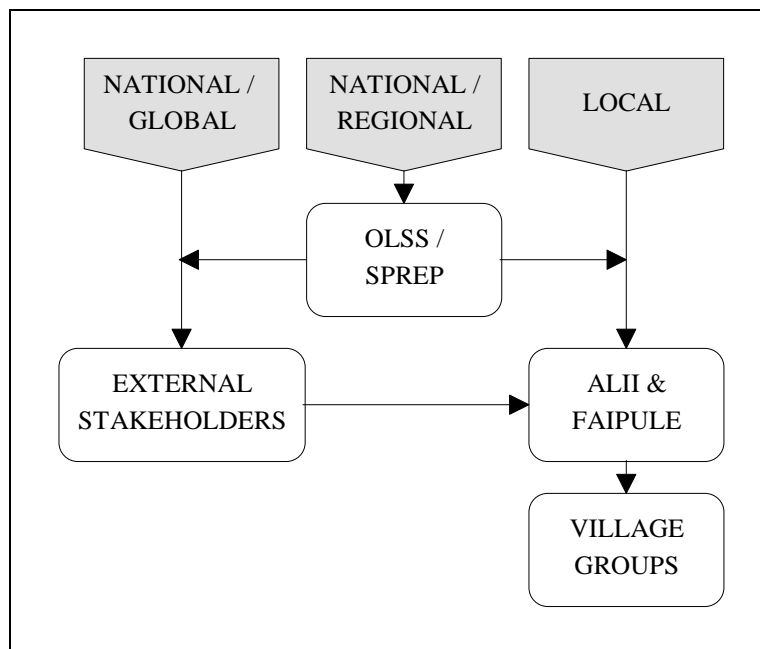 NATIONAL /
GLOBAL
NATIONAL /
REGIONAL
LOCAL
OLSS /
SPREP
EXTERNAL
STAKEHOLDERS
ALII &
FAIPULE
VILLAGE
GROUPS